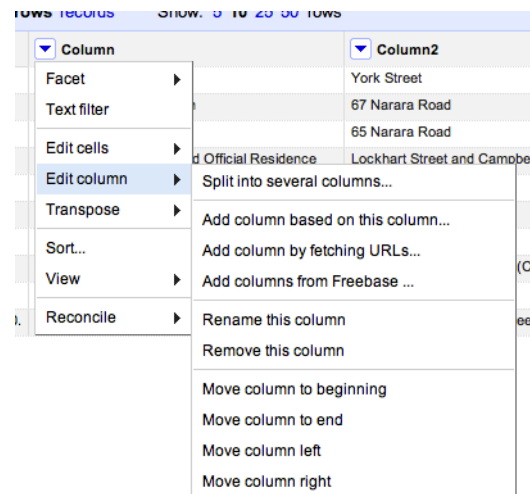 rows records Show: 5 10 25 50 rows
Column Column2
Facet York Street
Text filter 67 Narara Road
65 Narara Road
Edit cells d Official Residence Lockhart Street and Campbe
Edit column Split into several columns...
Transpose Add column based on this column...
Sort... Add column by fetching URLs...
(C
View Add columns from Freebase ...
Reconcile Rename this column
ee
Remove this column
Move column to beginning
Move column to end
Move column left
Move column right